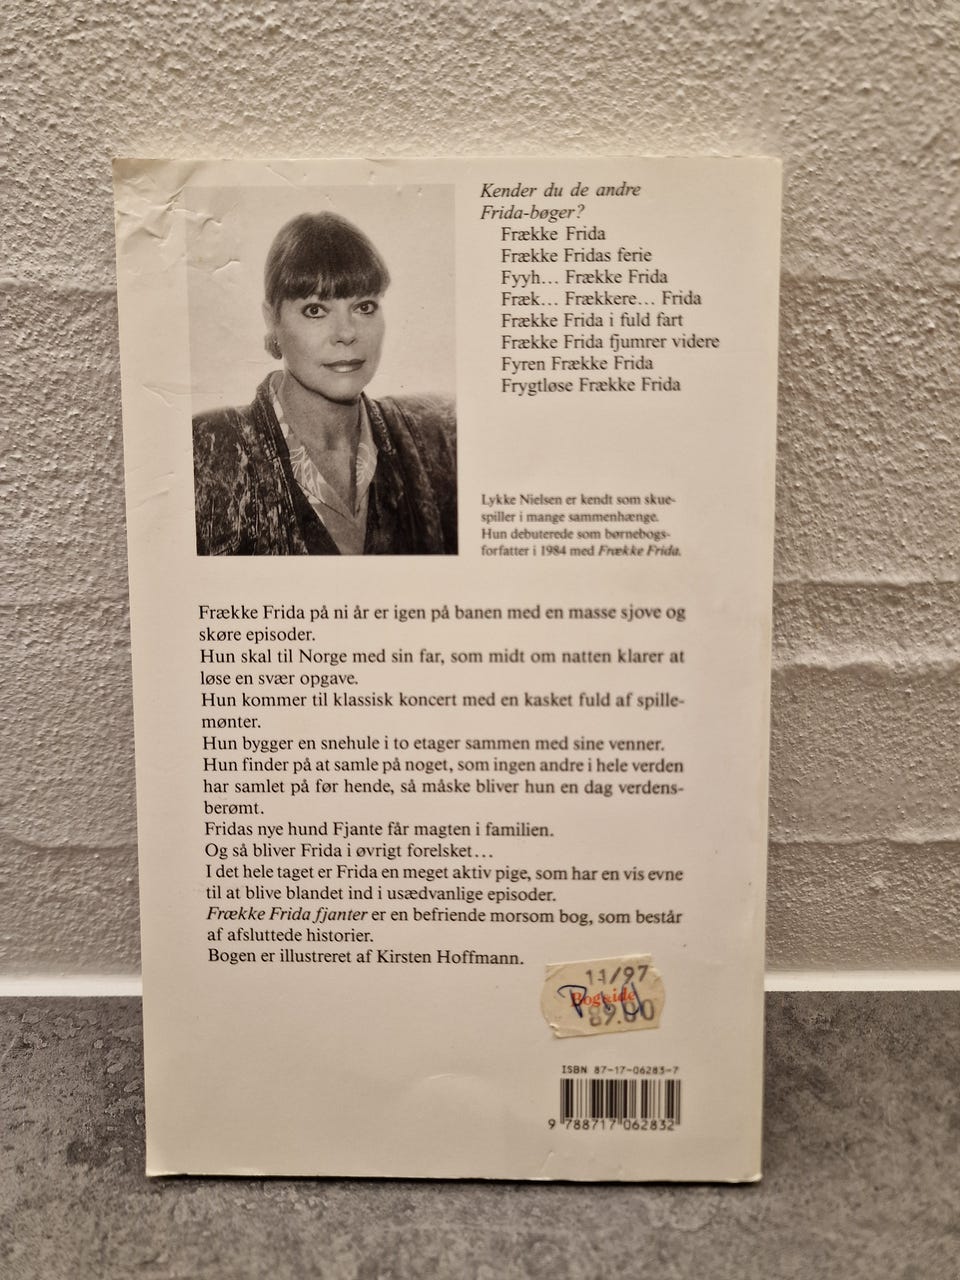 Kender du de andre
Frida-bøger?
Frække Frida
Frække Fridas ferie
Fyyh... Frække Frida
Fræk... Frækkere... Frida
Frække Frida i fuld fart
Frække Frida fjumrer videre
Fyren Frække Frida
Frygtløse Frække Frida
Lykke Nielsen er kendt som skue-
spiller i mange sammenhænge.
Hun debuterede som børnebogs-
forfatter i 1984 med Frække Frida.
Frække Frida på ni år er igen på banen med en masse sjove og
skøre episoder.
Hun skal til Norge med sin far, som midt om natten klarer at
løse en svær opgave.
Hun kommer til klassisk koncert med en kasket fuld af spille-
mønter.
Hun bygger en snehule i to etager sammen med sine venner.
Hun finder på at samle på noget, som ingen andre i hele verden
har samlet på før hende, så måske bliver hun en dag verdens-
berømt.
Fridas nye hund Fjante får magten i familien.
Og så bliver Frida i øvrigt forelsket...
I det hele taget er Frida en meget aktiv pige, som har en vis evne
til at blive blandet ind i usædvanlige episoder.
Frække Frida fjanter er en befriende morsom bog, som består
af afsluttede historier.
Bogen er illustreret af Kirsten Hoffmann.
11/97
89.00
ISBN 87-17-06283-7
9 788717 062832